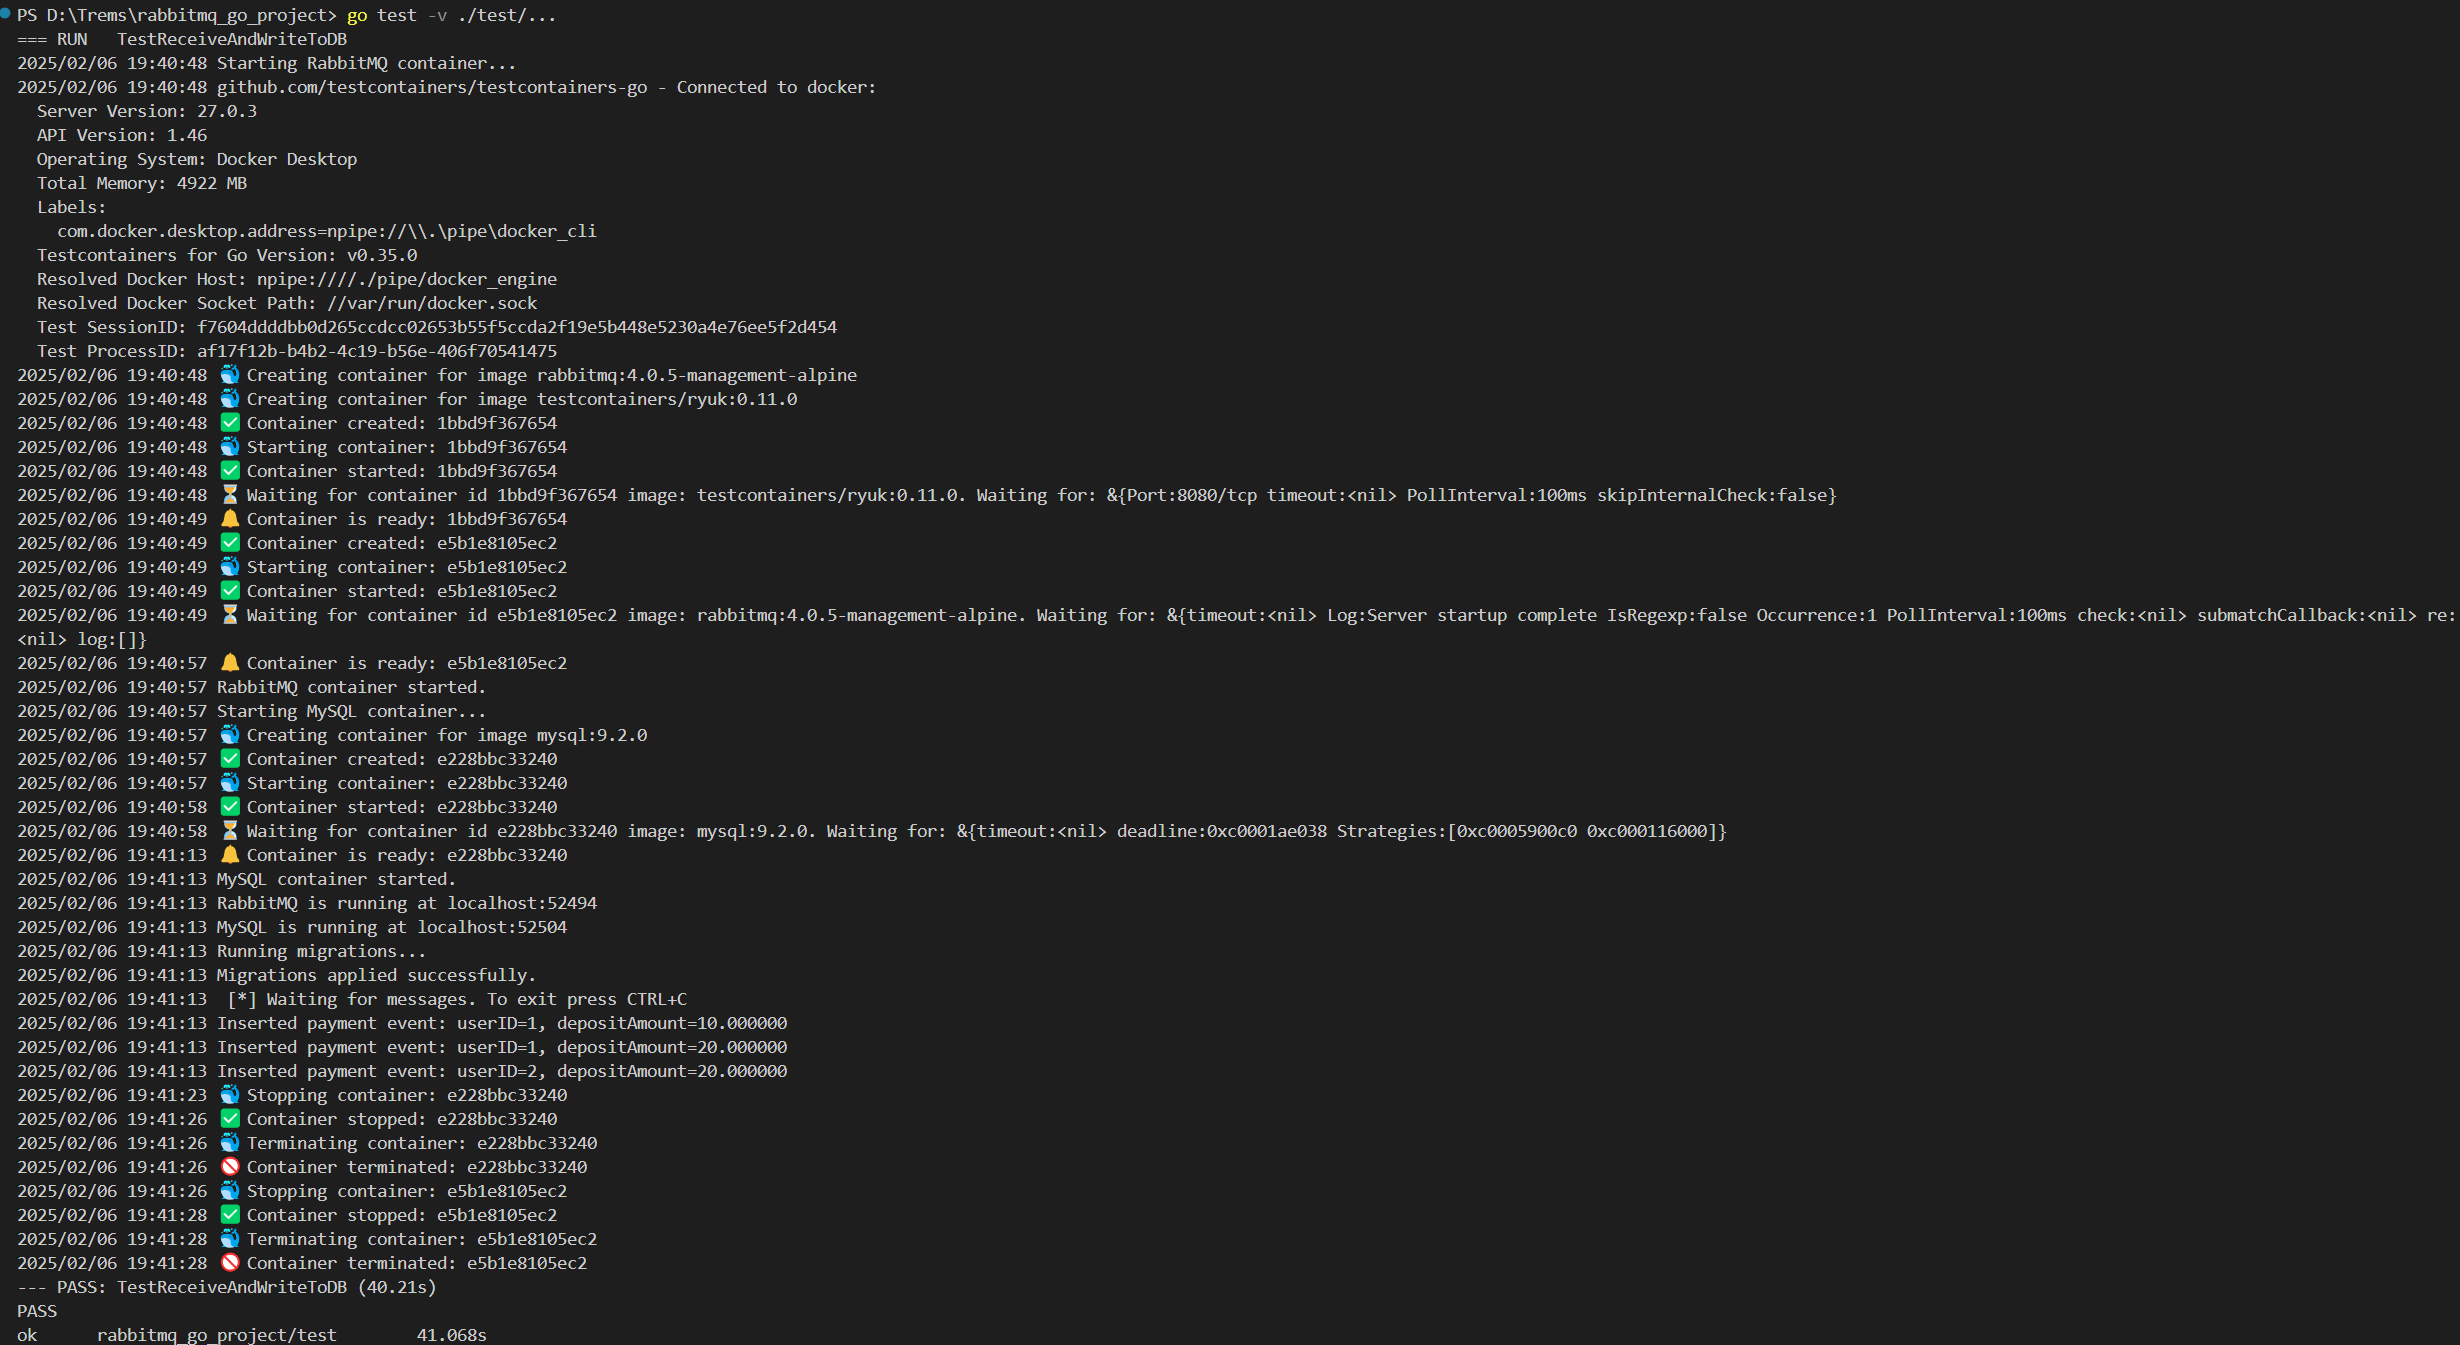 PS D:\Trems\rabbitmq_go_project> go test -v ./test/...
=== RUN   TestReceiveAndWriteToDB
2025/02/06 19:40:48 Starting RabbitMQ container...
2025/02/06 19:40:48 github.com/testcontainers/testcontainers-go - Connected to docker:
  Server Version: 27.0.3
  API Version: 1.46
  Operating System: Docker Desktop
  Total Memory: 4922 MB
  Labels:
    com.docker.desktop.address=npipe://\\.\pipe\docker_cli
  Testcontainers for Go Version: v0.35.0
  Resolved Docker Host: npipe:////./pipe/docker_engine
  Resolved Docker Socket Path: //var/run/docker.sock
  Test SessionID: f7604ddddbb0d265ccdcc02653b55f5ccda2f19e5b448e5230a4e76ee5f2d454
  Test ProcessID: af17f12b-b4b2-4c19-b56e-406f70541475
2025/02/06 19:40:48 🐳 Creating container for image rabbitmq:4.0.5-management-alpine
2025/02/06 19:40:48 🐳 Creating container for image testcontainers/ryuk:0.11.0
2025/02/06 19:40:48 ✅ Container created: 1bbd9f367654
2025/02/06 19:40:48 🐳 Starting container: 1bbd9f367654
2025/02/06 19:40:48 ✅ Container started: 1bbd9f367654
2025/02/06 19:40:48 ⏳ Waiting for container id 1bbd9f367654 image: testcontainers/ryuk:0.11.0. Waiting for: &{Port:8080/tcp timeout:<nil> PollInterval:100ms skipInternalCheck:false}
2025/02/06 19:40:49 🔔 Container is ready: 1bbd9f367654
2025/02/06 19:40:49 ✅ Container created: e5b1e8105ec2
2025/02/06 19:40:49 🐳 Starting container: e5b1e8105ec2
2025/02/06 19:40:49 ✅ Container started: e5b1e8105ec2
2025/02/06 19:40:49 ⏳ Waiting for container id e5b1e8105ec2 image: rabbitmq:4.0.5-management-alpine. Waiting for: &{timeout:<nil> Log:Server startup complete IsRegexp:false Occurrence:1 PollInterval:100ms check:<nil> submatchCallback:<nil> re:
<nil> log:[]}
2025/02/06 19:40:57 🔔 Container is ready: e5b1e8105ec2
2025/02/06 19:40:57 RabbitMQ container started.
2025/02/06 19:40:57 Starting MySQL container...
2025/02/06 19:40:57 🐳 Creating container for image mysql:9.2.0
2025/02/06 19:40:57 ✅ Container created: e228bbc33240
2025/02/06 19:40:57 🐳 Starting container: e228bbc33240
2025/02/06 19:40:58 ✅ Container started: e228bbc33240
2025/02/06 19:40:58 ⏳ Waiting for container id e228bbc33240 image: mysql:9.2.0. Waiting for: &{timeout:<nil> deadline:0xc0001ae038 Strategies:[0xc0005900c0 0xc000116000]}
2025/02/06 19:41:13 🔔 Container is ready: e228bbc33240
2025/02/06 19:41:13 MySQL container started.
2025/02/06 19:41:13 RabbitMQ is running at localhost:52494
2025/02/06 19:41:13 MySQL is running at localhost:52504
2025/02/06 19:41:13 Running migrations...
2025/02/06 19:41:13 Migrations applied successfully.
2025/02/06 19:41:13  [*] Waiting for messages. To exit press CTRL+C
2025/02/06 19:41:13 Inserted payment event: userID=1, depositAmount=10.000000
2025/02/06 19:41:13 Inserted payment event: userID=1, depositAmount=20.000000
2025/02/06 19:41:13 Inserted payment event: userID=2, depositAmount=20.000000
2025/02/06 19:41:23 🐳 Stopping container: e228bbc33240
2025/02/06 19:41:26 ✅ Container stopped: e228bbc33240
2025/02/06 19:41:26 🐳 Terminating container: e228bbc33240
2025/02/06 19:41:26 🚫 Container terminated: e228bbc33240
2025/02/06 19:41:26 🐳 Stopping container: e5b1e8105ec2
2025/02/06 19:41:28 ✅ Container stopped: e5b1e8105ec2
2025/02/06 19:41:28 🐳 Terminating container: e5b1e8105ec2
2025/02/06 19:41:28 🚫 Container terminated: e5b1e8105ec2
--- PASS: TestReceiveAndWriteToDB (40.21s)
PASS
ok      rabbitmq_go_project/test        41.068s